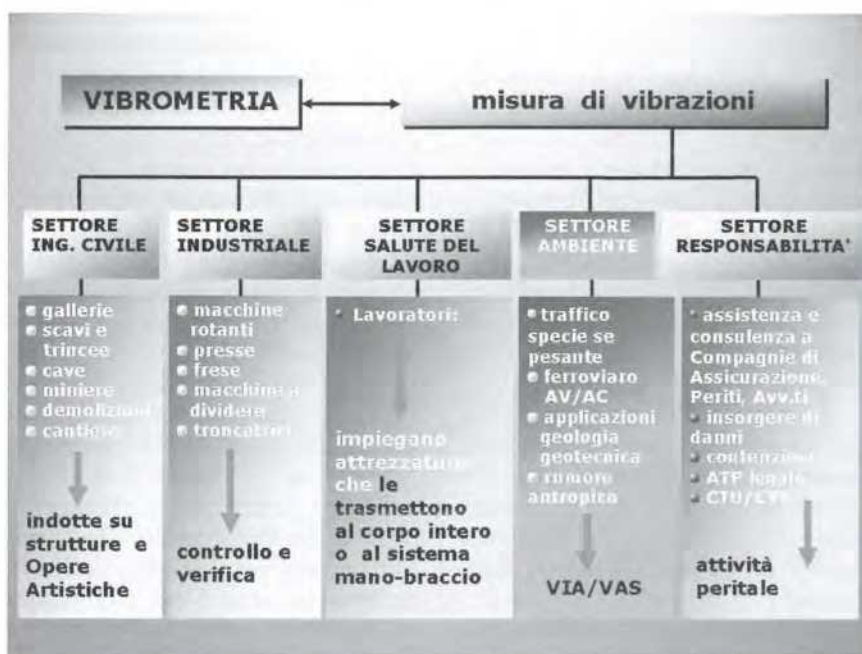 VIBROMETRIA
misura di vibrazioni
SETTORE
ING. CIVILE
gallerie
scavi e
trincee
cave
miniere
demolizioni
cantiere
indotte su
strutture e
Opere
Artistiche
SETTORE
INDUSTRIALE
macchine
rotanti
presse
frese
macchine a
dividere
troncatrici
controllo e
verifica
SETTORE
SALUTE DEL
LAVORO
Lavoratori:
impiegano
attrezzature
che le
trasmettono
al corpo intero
o al sistema
mano-braccio
SETTORE
AMBIENTE
traffico
specie se
pesante
ferroviaro
AV/AC
applicazioni
geologia
geotecnica
rumore
antropico
VIA/VAS
SETTORE
RESPONSABILITA'
assistenza e
consulenza a
Compagnie di
Assicurazione,
Periti, Avv.ti
insorgere di
danni
contenziosi
ATP legale
attività
peritale